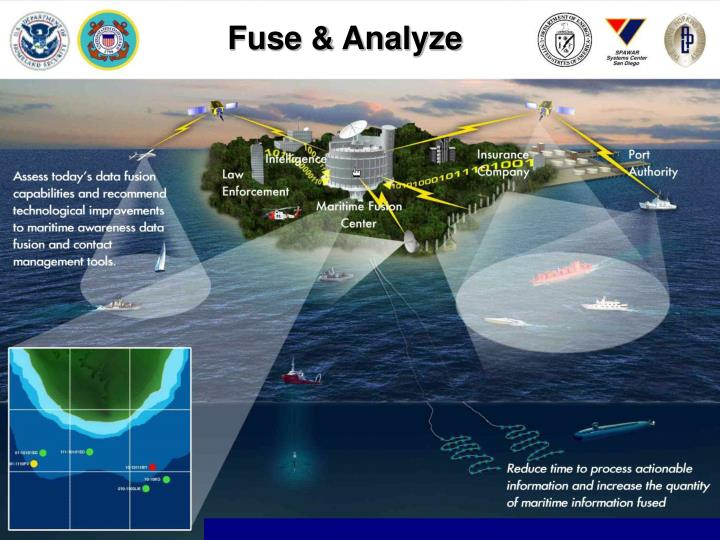 Fuse & Analyze
SPAWAR
Systems Center
San Diego
Intelligence
Law
Enforcement
Insurance
Company
Port
Authority
Maritime Fusion
Center
Assess today's data fusion
capabilities and recommend
technological improvements
to maritime awareness data
fusion and contact
management tools.
Reduce time to process actionable
information and increase the quantity
of maritime information fused